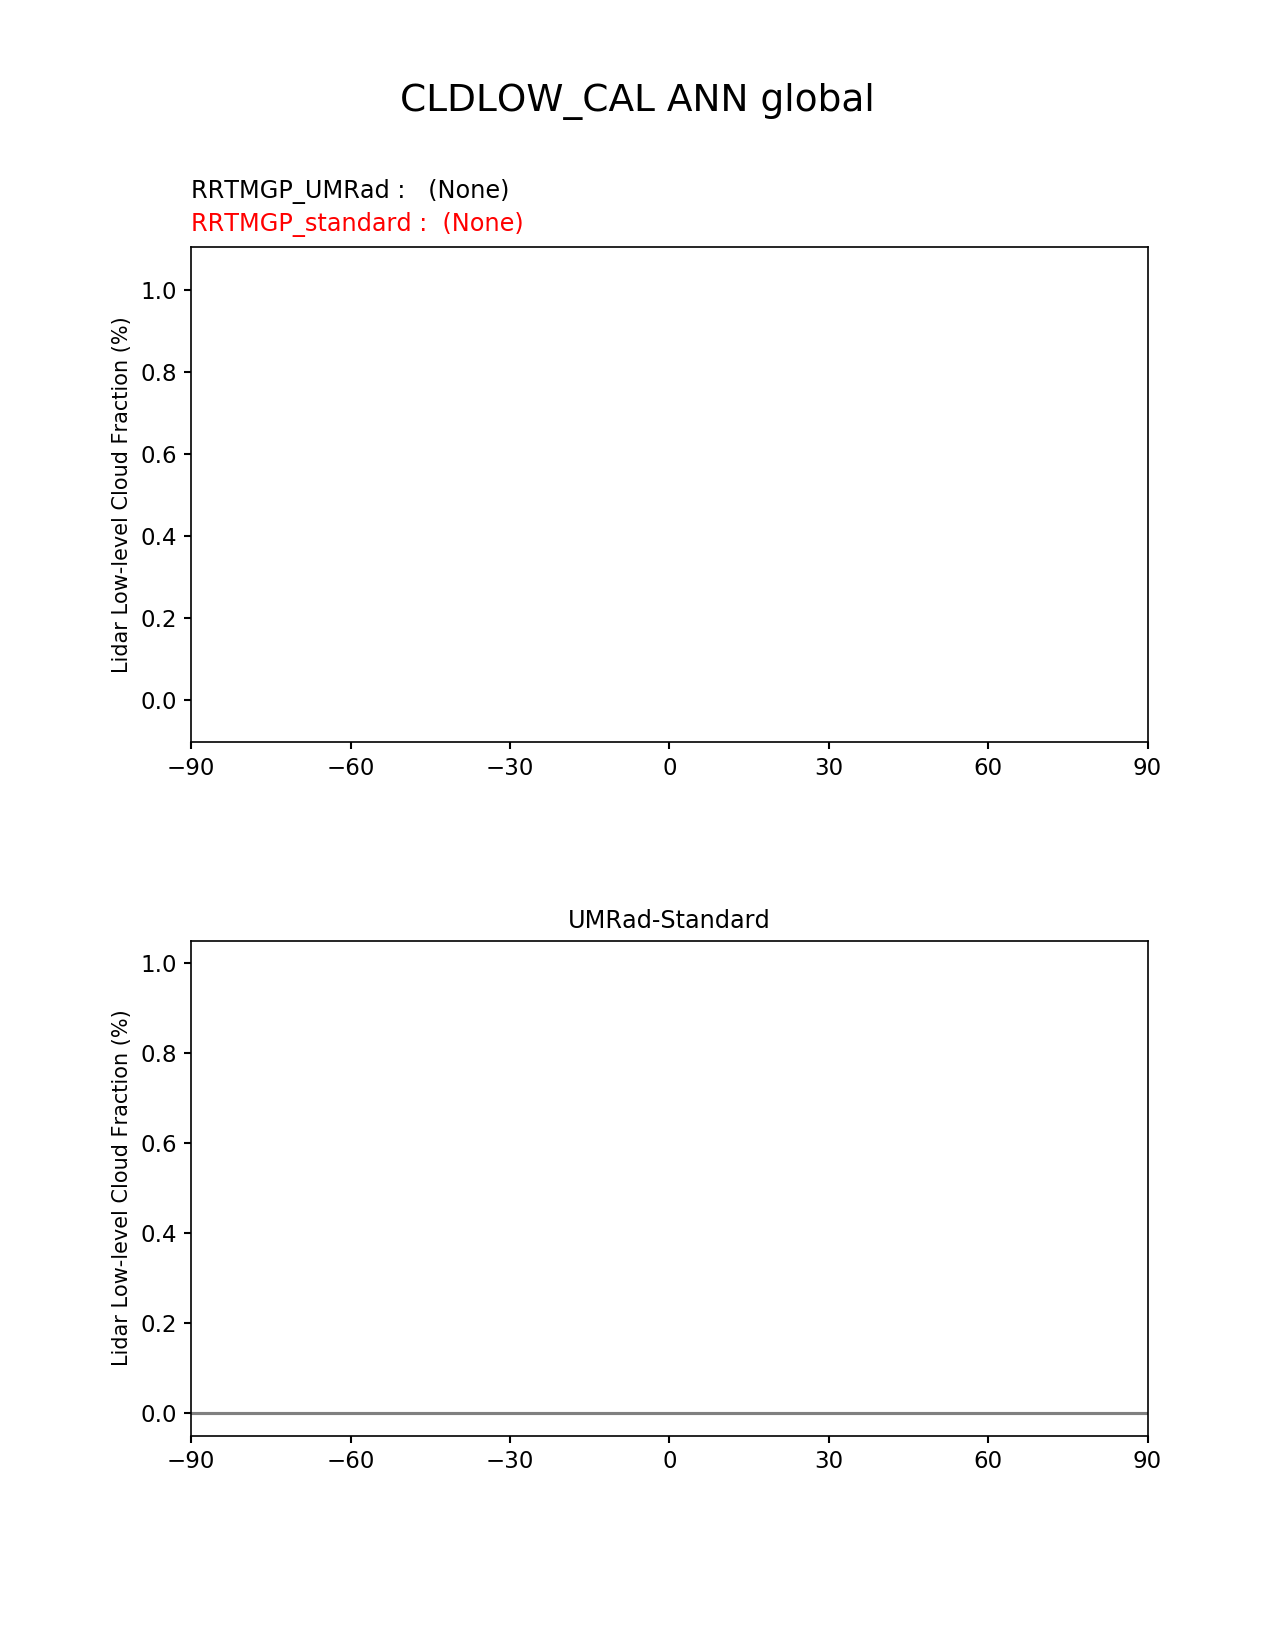 CLDLOW_CAL ANN global
RRTMGP_UMRad :   (None)
RRTMGP_standard :  (None)
Lidar Low-level Cloud Fraction (%)
1.0
0.8
0.6
0.4
0.2
0.0
−90 −60 −30 0 30 60 90
UMRad-Standard
Lidar Low-level Cloud Fraction (%)
1.0
0.8
0.6
0.4
0.2
0.0
−90 −60 −30 0 30 60 90